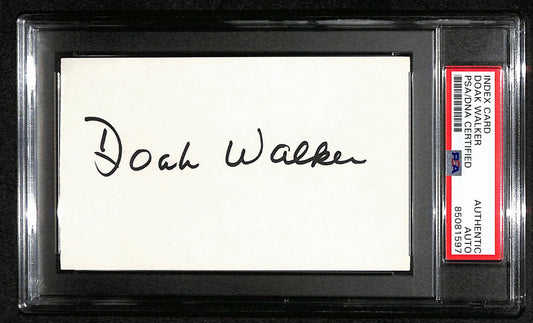 Doak Walker
INDEX CARD
DOAK WALKER
PSA/DNA CERTIFIED
PSA
AUTHENTIC
AUTO
85081597